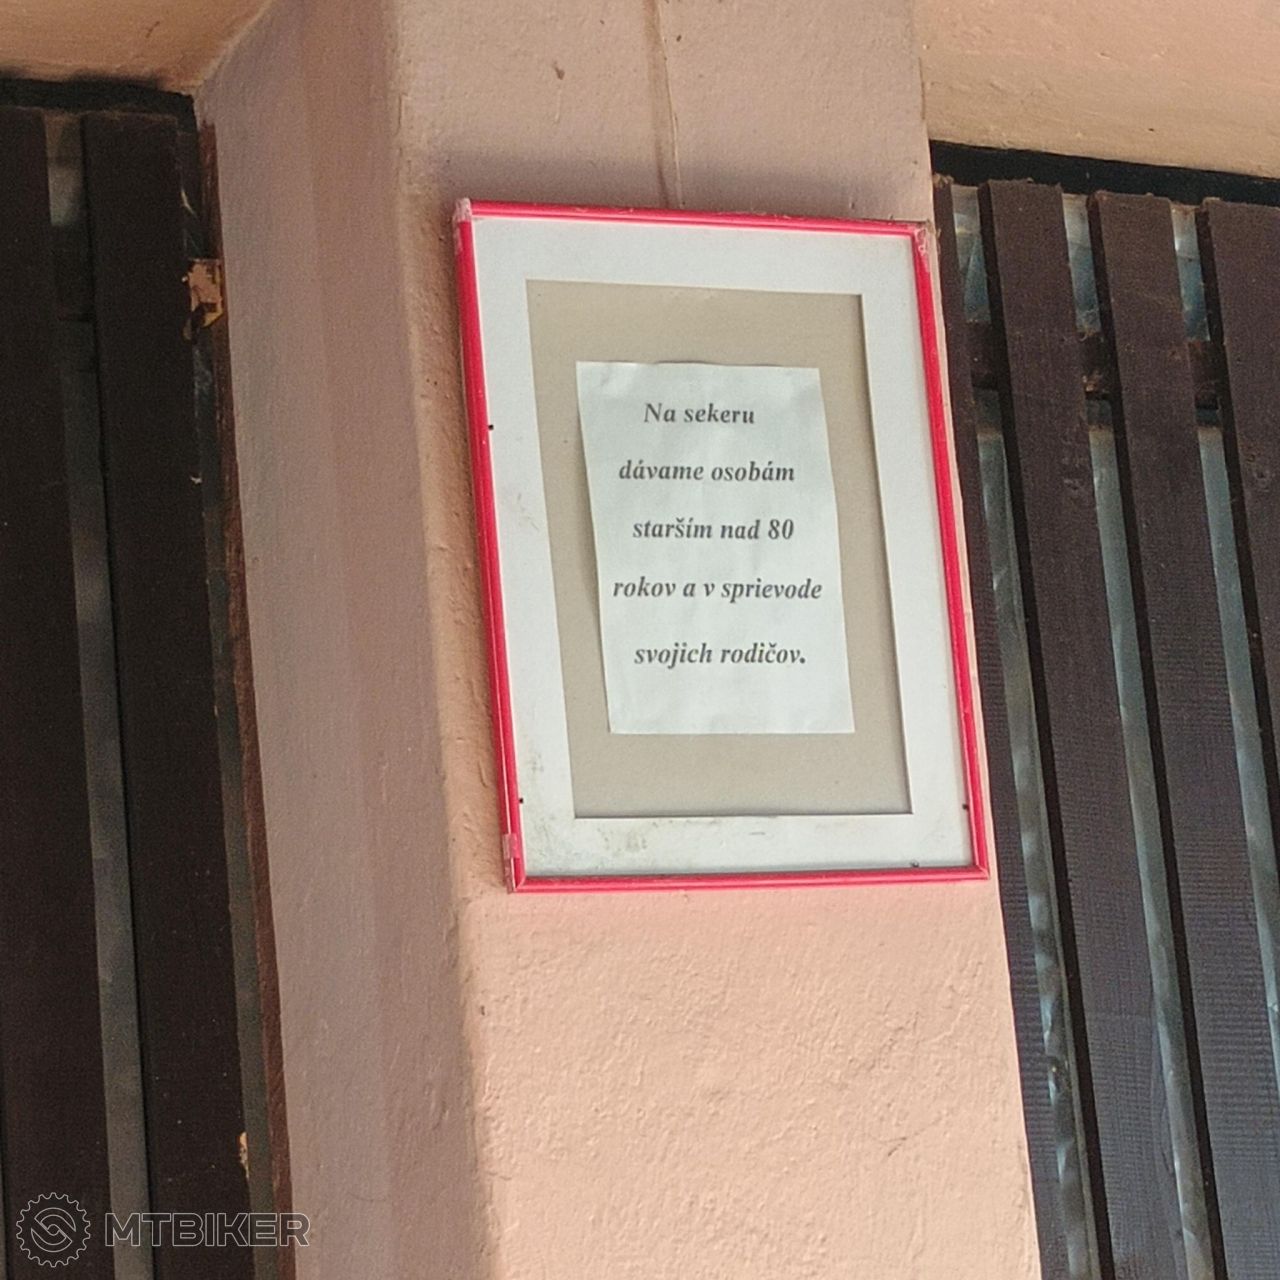 Na sekeru
dávame osobám
starším nad 80
rokov a v sprievode
svojich rodičov.
MTBIKER